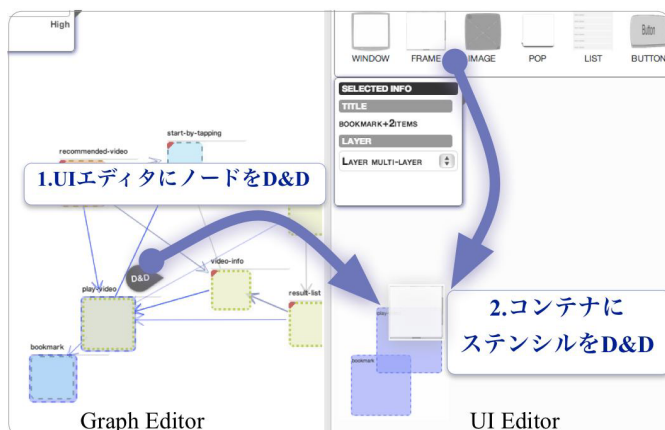 High
WINDOW
FRAME
IMAGE
POP
LIST
Button
BUTTON
SELECTED INFO
TITLE
BOOKMARK+2ITEMS
LAYER
LAYER MULTI-LAYER
start-by-tapping
recommended-video
1.UIエディタにノードをD&D
video-info
D&D
play-video
result-list
bookmark
play
bookmark
2.コンテナに
ステンシルをD&D
Graph Editor
UI Editor